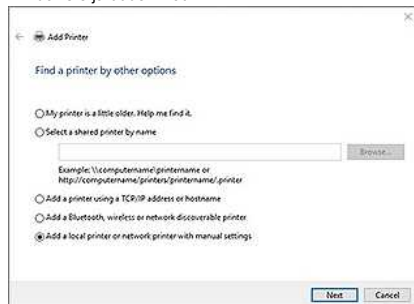 Add Printer
Find a printer by other options
My printer is a little older. Help me find it.
Select a shared printer by name
Browse...
Example: \\computername\printername or
http://computername/printers/printername/.printer
Add a printer using a TCP/IP address or hostname
Add a Bluetooth, wireless or network discoverable printer
Add a local printer or network printer with manual settings
Next
Cancel